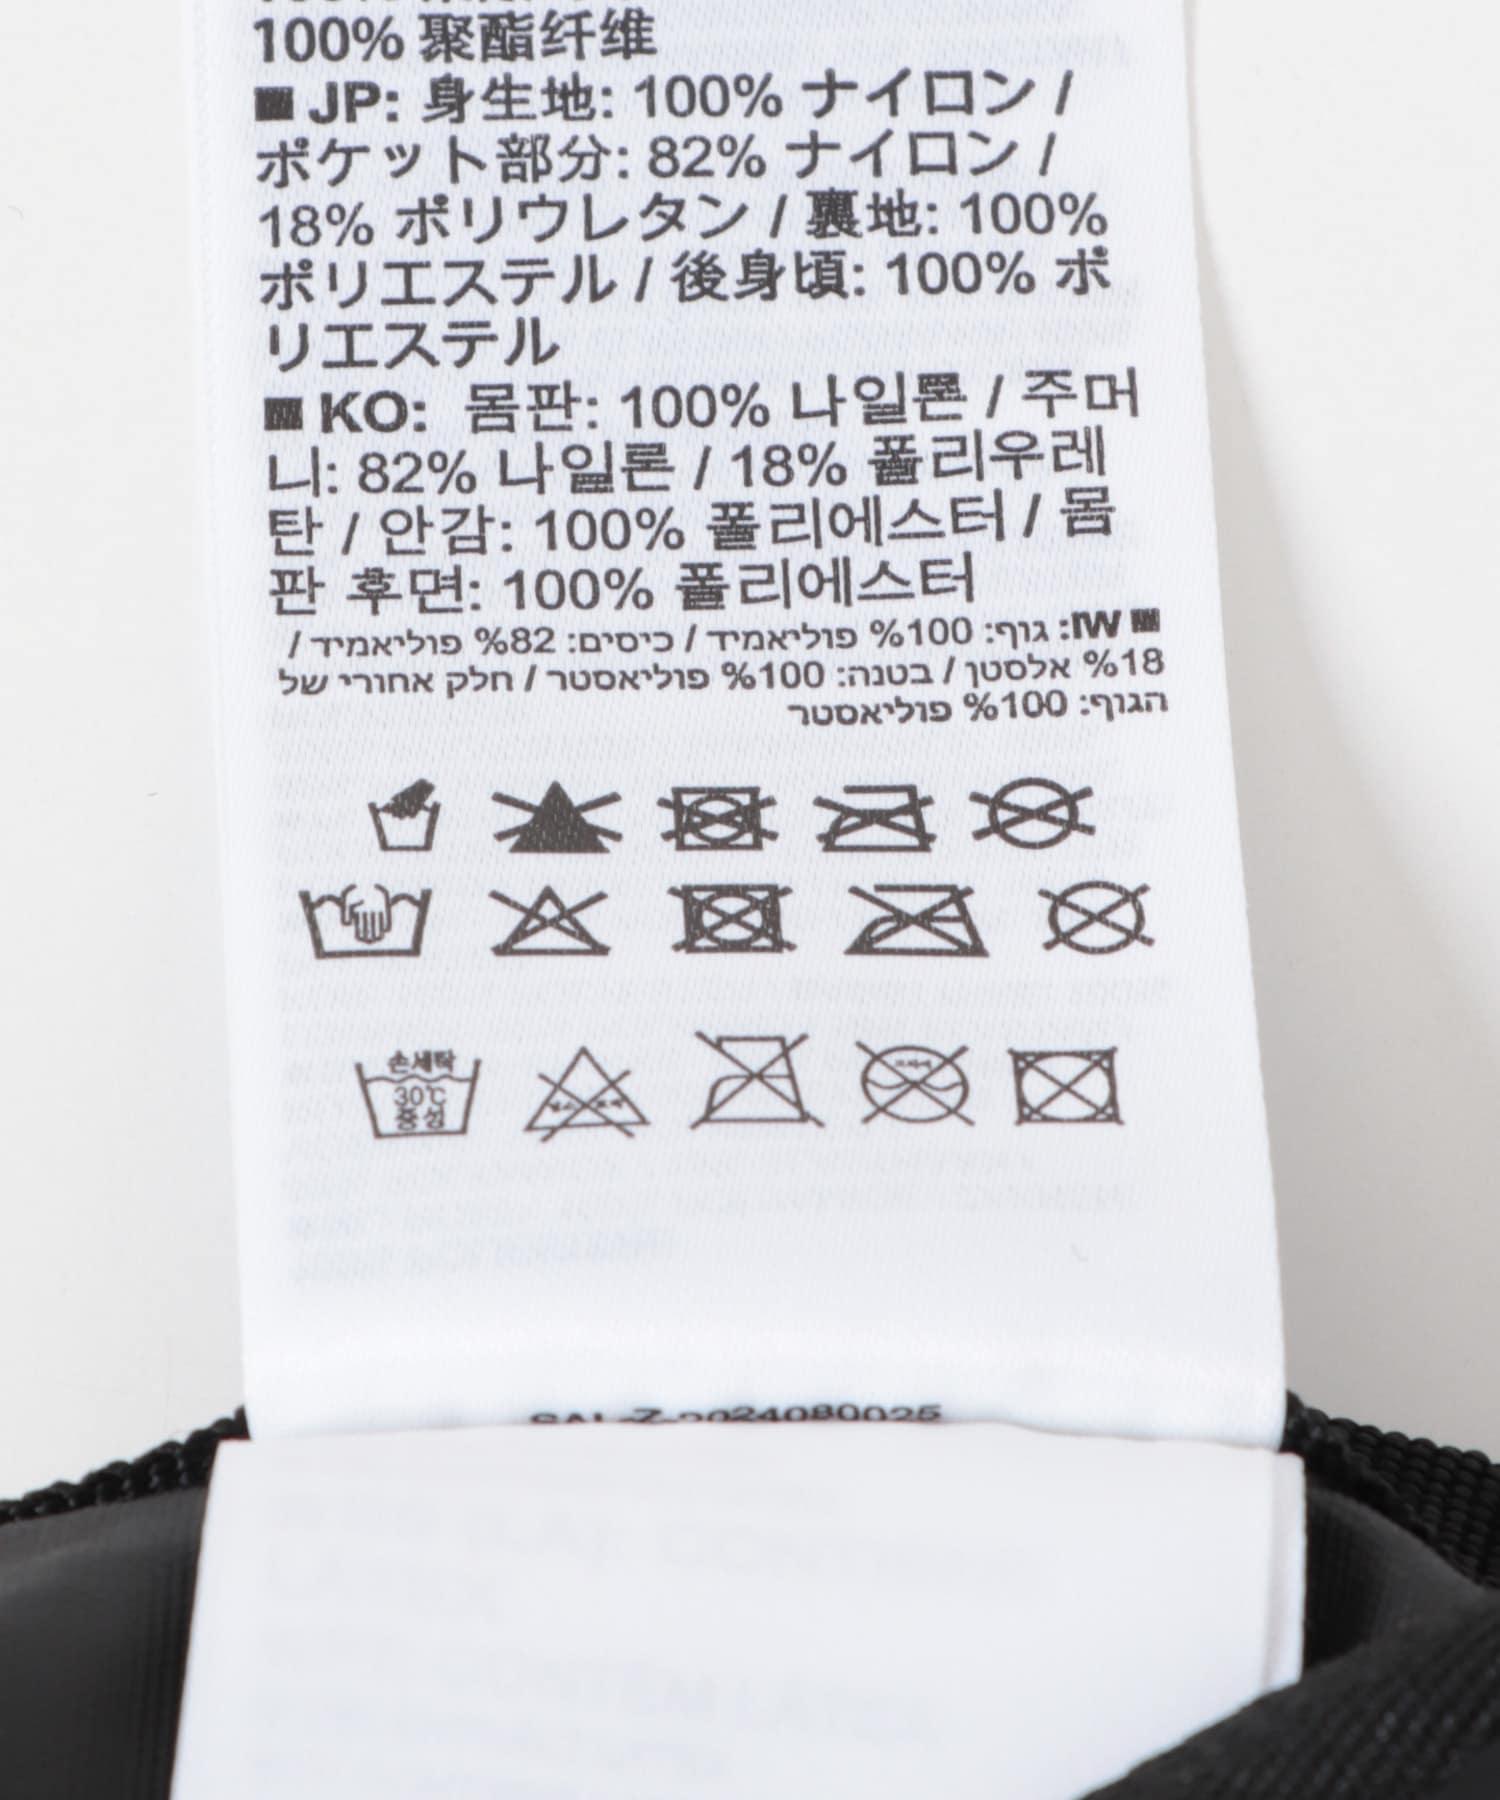 100% 聚酯纤维
JP: 身生地: 100% ナイロン /
ポケット部分: 82% ナイロン /
18% ポリウレタン / 裏地: 100%
ポリエステル / 後身頃: 100% ポ
リエステル
KO: 몸판: 100% 나일론 / 주머
니: 82% 나일론 / 18% 폴리우레
탄 / 안감: 100% 폴리에스터 / 몸
판 후면: 100% 폴리에스터
IW: גוף: 100% פוליאמיד / כיסים: 82% פוליאמיד /
18% אלסטן / בטנה: 100% פוליאסטר / חלק אחורי של
הגוף: 100% פוליאסטר
손세탁
30℃
중성